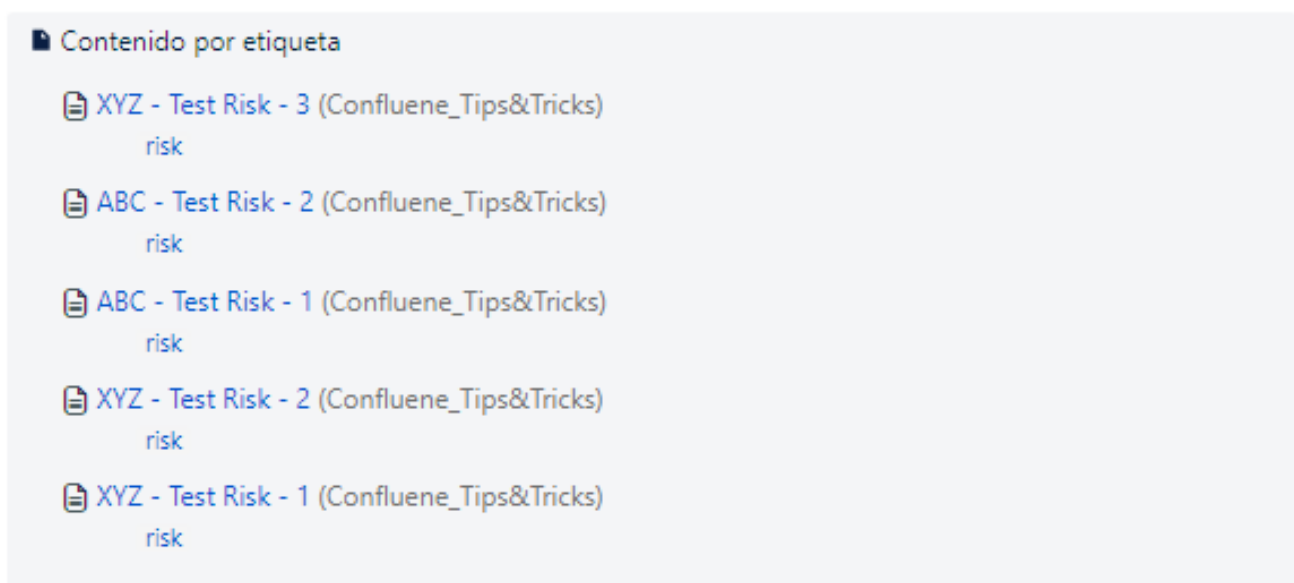 Contenido por etiqueta
XYZ - Test Risk - 3 (Confluene_Tips&Tricks)
risk
ABC - Test Risk - 2 (Confluene_Tips&Tricks)
risk
ABC - Test Risk - 1 (Confluene_Tips&Tricks)
risk
XYZ - Test Risk - 2 (Confluene_Tips&Tricks)
risk
XYZ - Test Risk - 1 (Confluene_Tips&Tricks)
risk